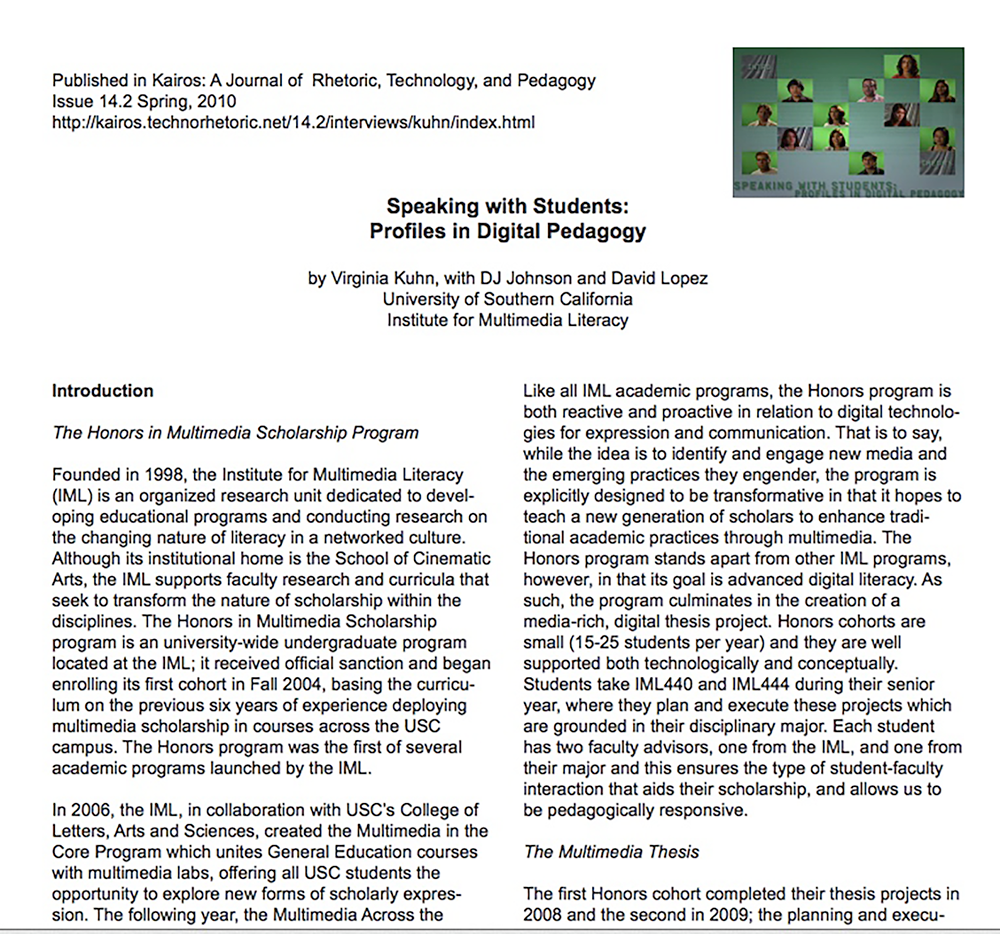 Published in Kairos: A Journal of  Rhetoric, Technology, and Pedagogy
Issue 14.2 Spring, 2010
http://kairos.technorhetoric.net/14.2/interviews/kuhn/index.html
SPEAKING WITH STUDENTS:
PROFILES IN DIGITAL PEDAGOGY
Speaking with Students:
Profiles in Digital Pedagogy
by Virginia Kuhn, with DJ Johnson and David Lopez
University of Southern California
Institute for Multimedia Literacy
Introduction
The Honors in Multimedia Scholarship Program
Founded in 1998, the Institute for Multimedia Literacy
(IML) is an organized research unit dedicated to devel-
oping educational programs and conducting research on
the changing nature of literacy in a networked culture.
Although its institutional home is the School of Cinematic
Arts, the IML supports faculty research and curricula that
seek to transform the nature of scholarship within the
disciplines. The Honors in Multimedia Scholarship
program is an university-wide undergraduate program
located at the IML; it received official sanction and began
enrolling its first cohort in Fall 2004, basing the curricu-
lum on the previous six years of experience deploying
multimedia scholarship in courses across the USC
campus. The Honors program was the first of several
academic programs launched by the IML.
In 2006, the IML, in collaboration with USC's College of
Letters, Arts and Sciences, created the Multimedia in the
Core Program which unites General Education courses
with multimedia labs, offering all USC students the
opportunity to explore new forms of scholarly expres-
sion. The following year, the Multimedia Across the
Like all IML academic programs, the Honors program is
both reactive and proactive in relation to digital technolo-
gies for expression and communication. That is to say,
while the idea is to identify and engage new media and
the emerging practices they engender, the program is
explicitly designed to be transformative in that it hopes to
teach a new generation of scholars to enhance tradi-
tional academic practices through multimedia. The
Honors program stands apart from other IML programs,
however, in that its goal is advanced digital literacy. As
such, the program culminates in the creation of a
media-rich, digital thesis project. Honors cohorts are
small (15-25 students per year) and they are well
supported both technologically and conceptually.
Students take IML440 and IML444 during their senior
year, where they plan and execute these projects which
are grounded in their disciplinary major. Each student
has two faculty advisors, one from the IML, and one from
their major and this ensures the type of student-faculty
interaction that aids their scholarship, and allows us to
be pedagogically responsive.
The Multimedia Thesis
The first Honors cohort completed their thesis projects in
2008 and the second in 2009; the planning and execu-